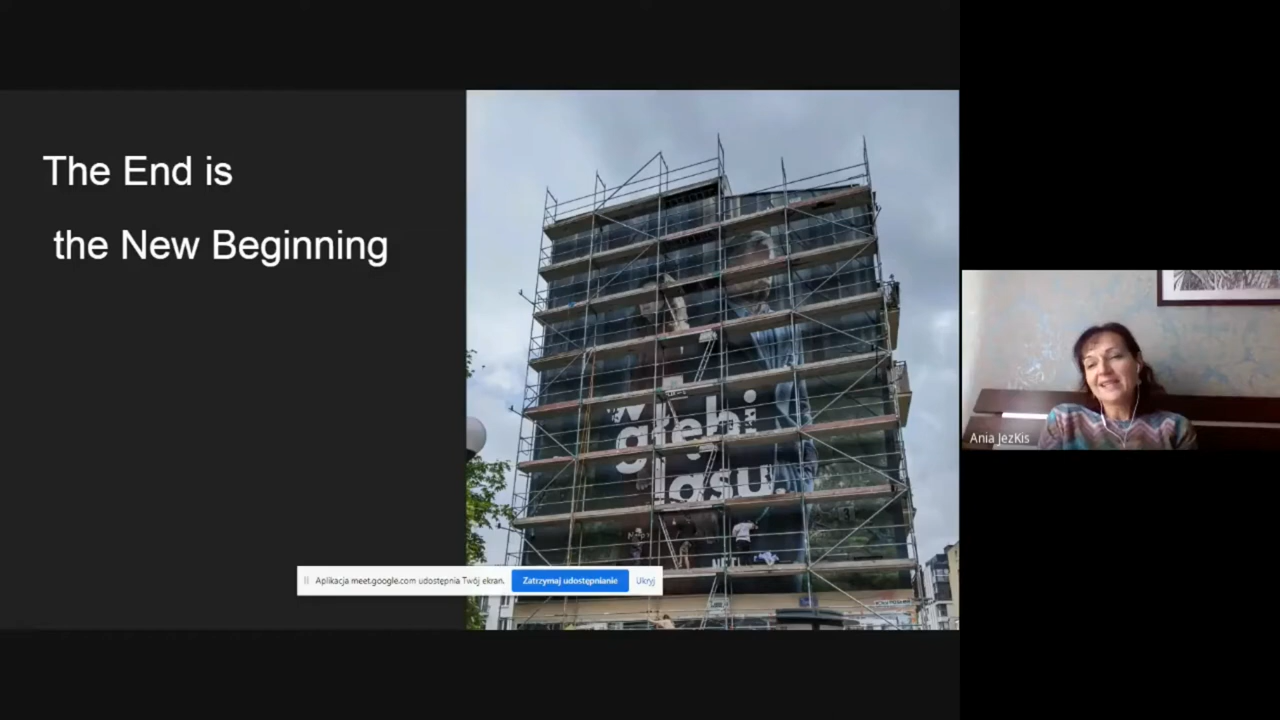 The End is
the New Beginning
W
głębi
lasu
Aplikacja meet.google.com udostępnia Twój ekran.
Zatrzymaj udostępnianie
Ukryj
Ania JezKis